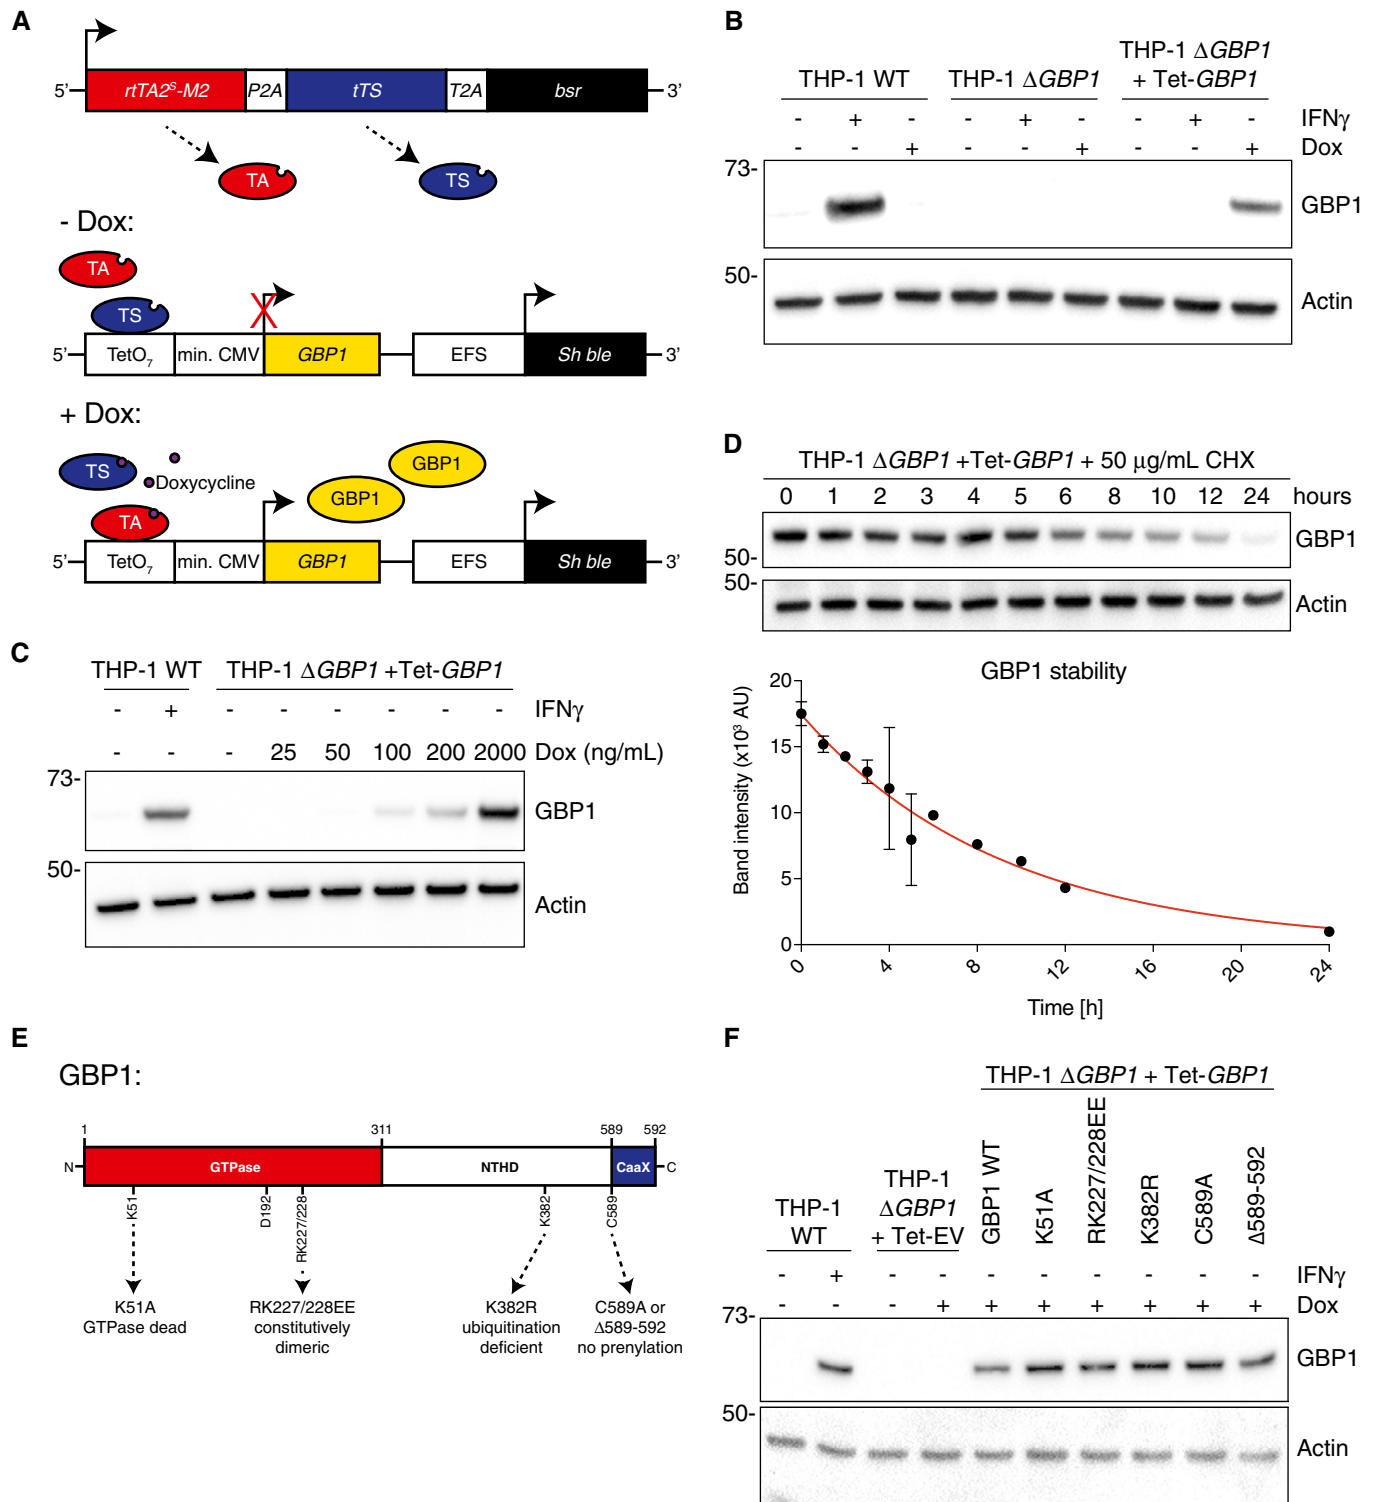 A
5’ rtTA2S-M2 P2A tTS T2A bsr 3’
TA TS
- Dox:
TA
TS
5’ TetO7 min. CMV GBP1 EFS Sh ble 3’
+ Dox:
TS Doxycycline GBP1 GBP1
TA
5’ TetO7 min. CMV GBP1 EFS Sh ble 3’
B
THP-1 WT THP-1 ΔGBP1 THP-1 ΔGBP1
+ Tet-GBP1
- + - - + - - + - IFNγ
- - + - - + - - + Dox
73-
GBP1
50-
Actin
C
THP-1 WT THP-1 ΔGBP1 +Tet-GBP1
- + - - - - - - IFNγ
- - - 25 50 100 200 2000 Dox (ng/mL)
73-
GBP1
50-
Actin
D
THP-1 ΔGBP1 +Tet-GBP1 + 50 μg/mL CHX
0 1 2 3 4 5 6 8 10 12 24 hours
GBP1
50-
50-
Actin
GBP1 stability
Band intensity (x10³ AU)
20
15
10
5
0
0 4 8 12 16 20 24
Time [h]
E
GBP1:
1 311 589 592
N GTPase NTHD CaaX C
K51 D192 RK227/228 K382 C589
K51A
GTPase dead
RK227/228EE
constitutively
dimeric
K382R
ubiquitination
deficient
C589A or
Δ589-592
no prenylation
F
THP-1 ΔGBP1 + Tet-GBP1
THP-1
WT
THP-1
ΔGBP1
+ Tet-EV
GBP1 WT
K51A
RK227/228EE
K382R
C589A
Δ589-592
- + - - - - - - - - IFNγ
- - - + + + + + + + Dox
73-
GBP1
50-
Actin